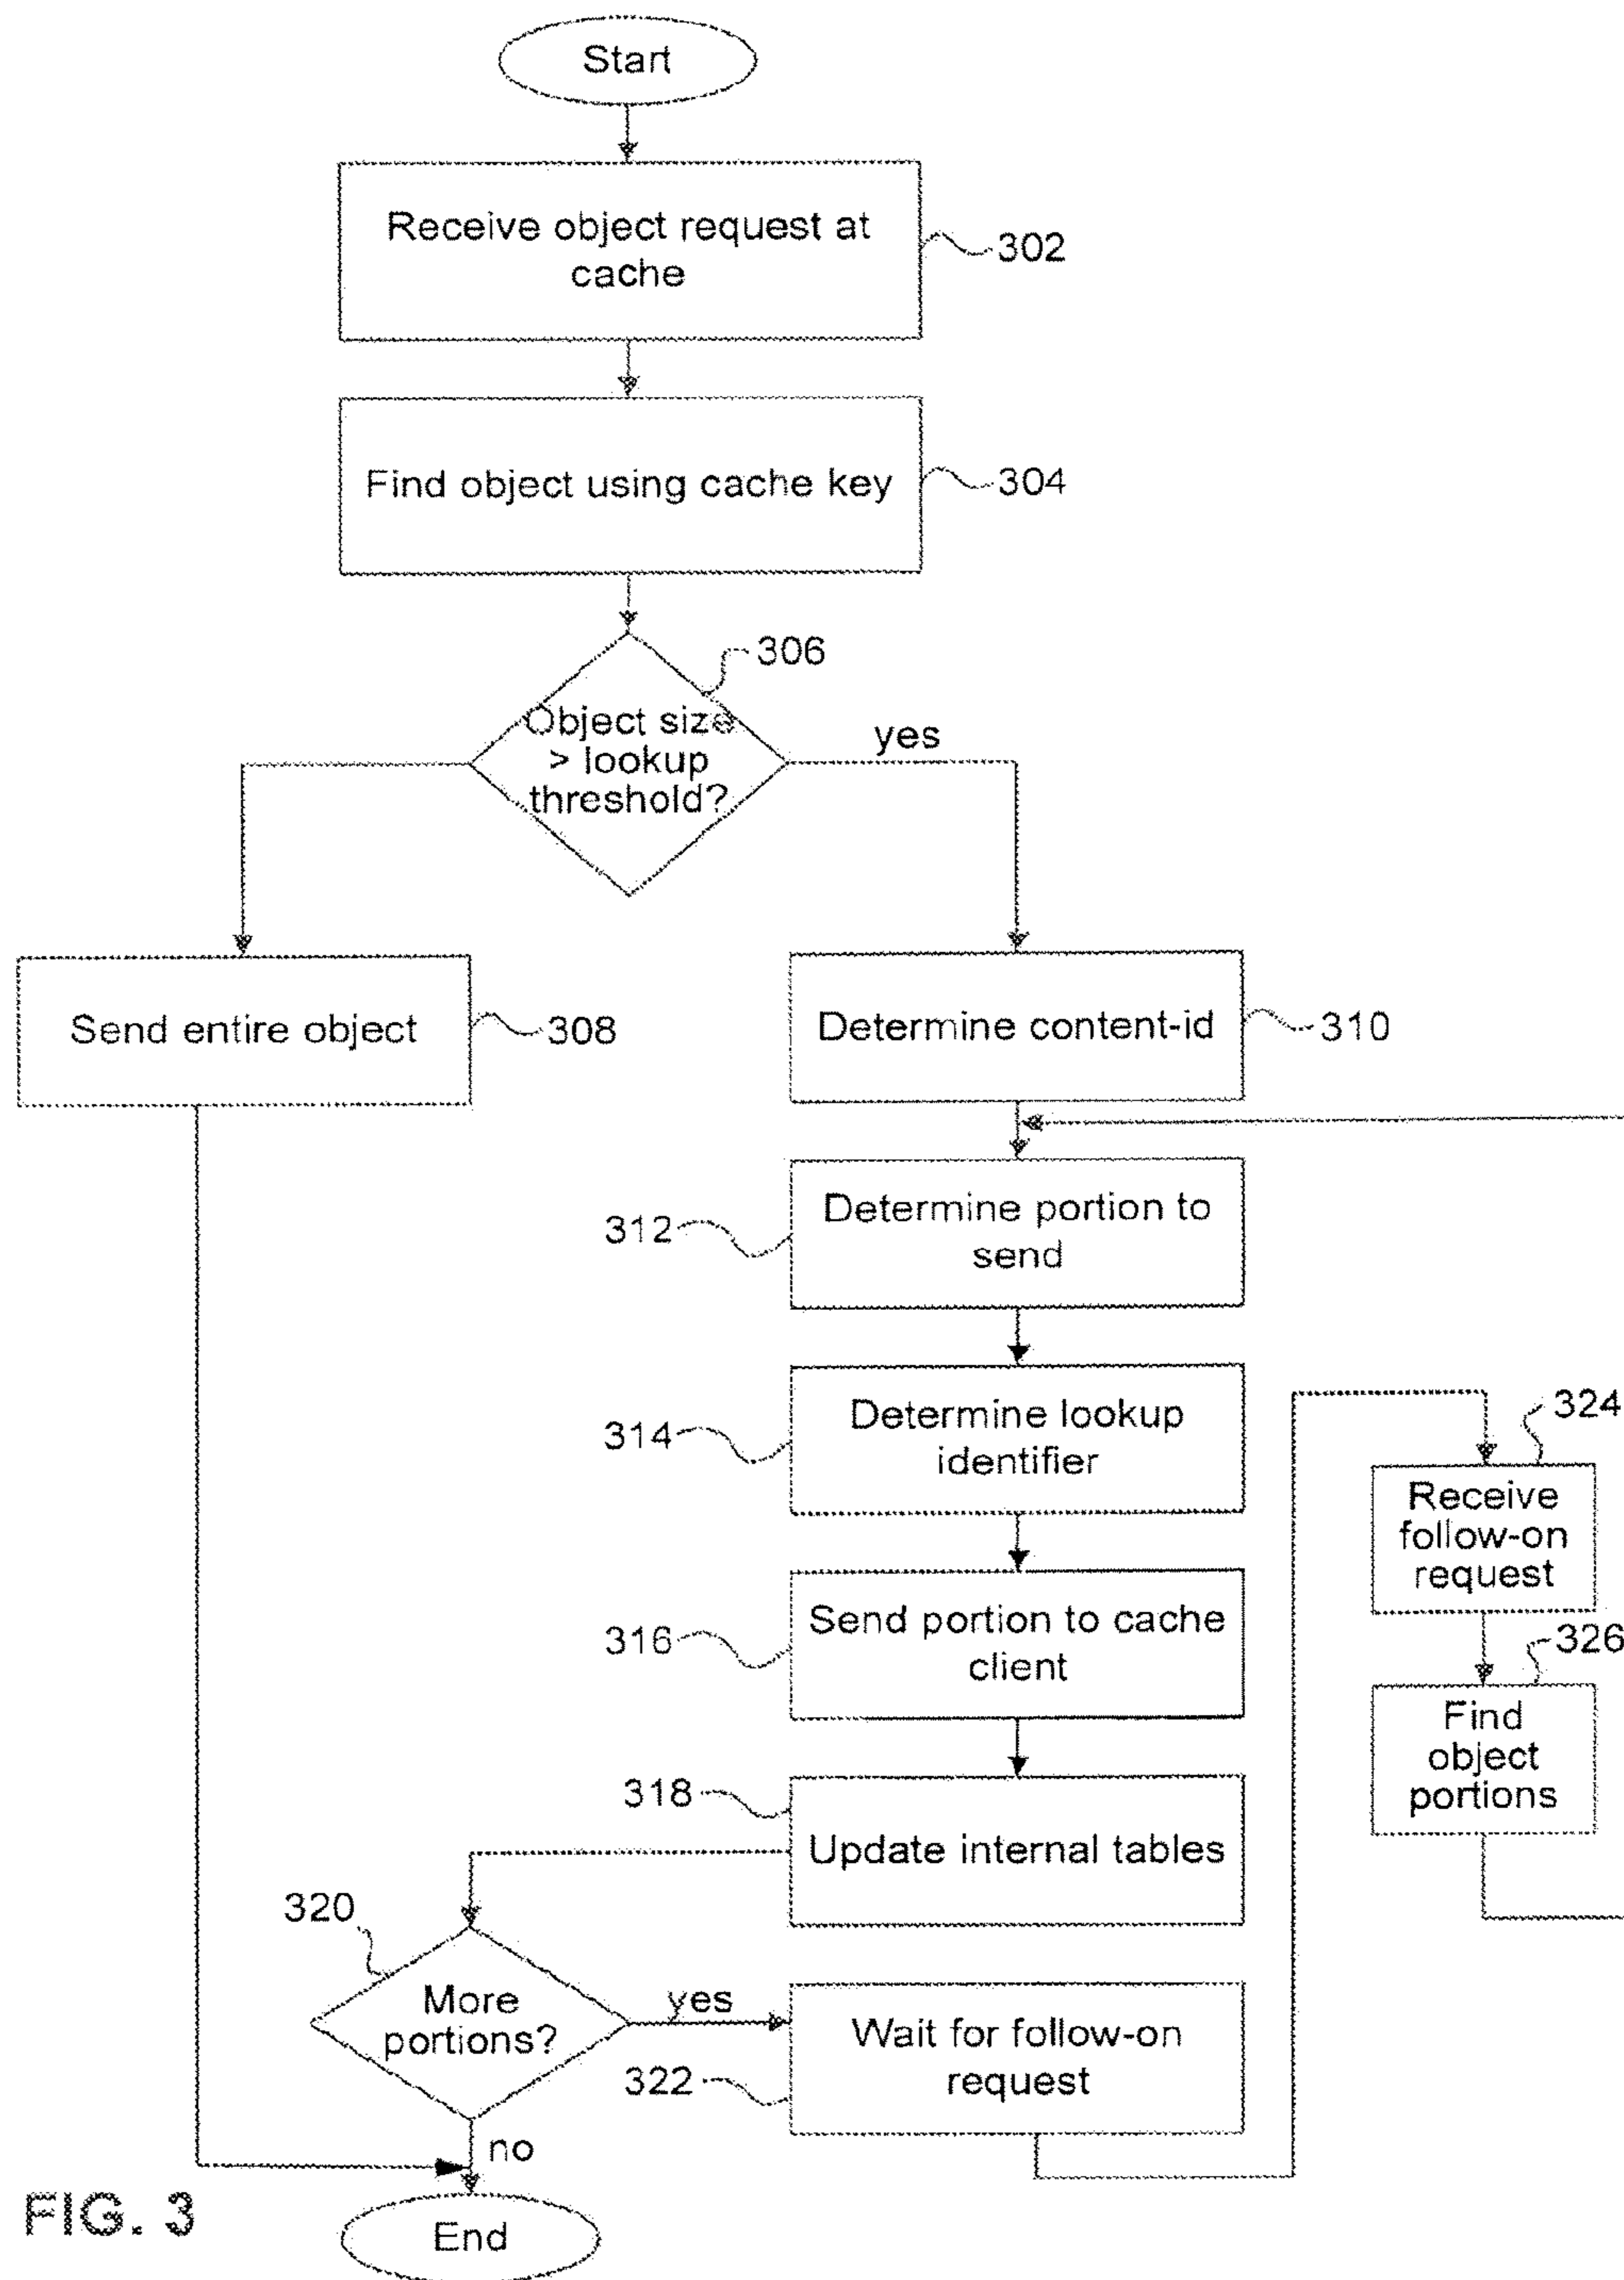 Start
Receive object request at
cache
302
Find object using cache key
304
306
Object size
> lookup
threshold?
yes
Send entire object
308
Determine content-id
310
312
Determine portion to
send
314
Determine lookup
identifier
316
Send portion to cache
client
318
Update internal tables
320
More
portions?
yes
no
322
Wait for follow-on
request
324
Receive
follow-on
request
326
Find
object
portions
End
FIG. 3